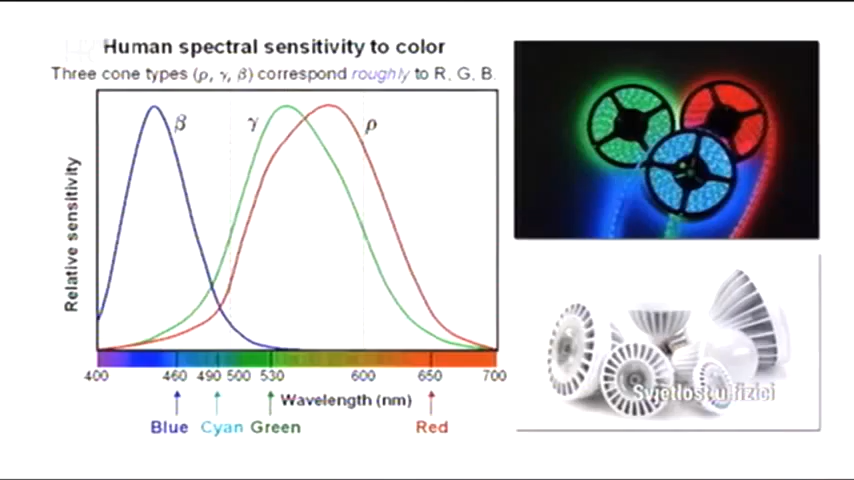 Human spectral sensitivity to color
Three cone types (ρ, γ, β) correspond roughly to R, G, B.
β
γ
ρ
Relative sensitivity
400 460 490 500 530 600 650 700
Wavelength (nm)
Blue Cyan Green Red
Svjetlost u fizici